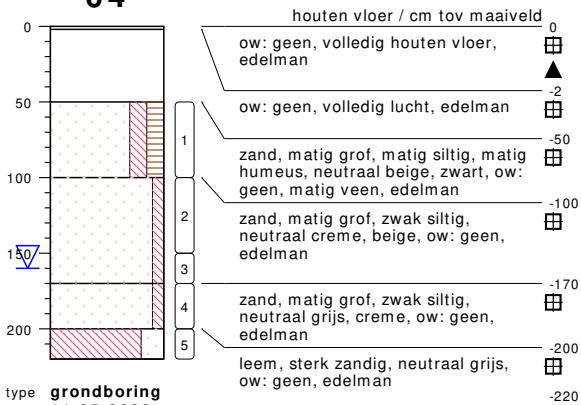 04
houten vloer / cm tov maaiveld
0
0
ow: geen, volledig houten vloer,
edelman
-2
ow: geen, volledig lucht, edelman
50
-50
1
zand, matig grof, matig siltig, matig
humeus, neutraal beige, zwart, ow:
geen, matig veen, edelman
100
-100
2
zand, matig grof, zwak siltig,
neutraal creme, beige, ow: geen,
edelman
150
3
-170
4
zand, matig grof, zwak siltig,
neutraal grijs, creme, ow: geen,
edelman
200
-200
5
leem, sterk zandig, neutraal grijs,
ow: geen, edelman
-220
type grondboring